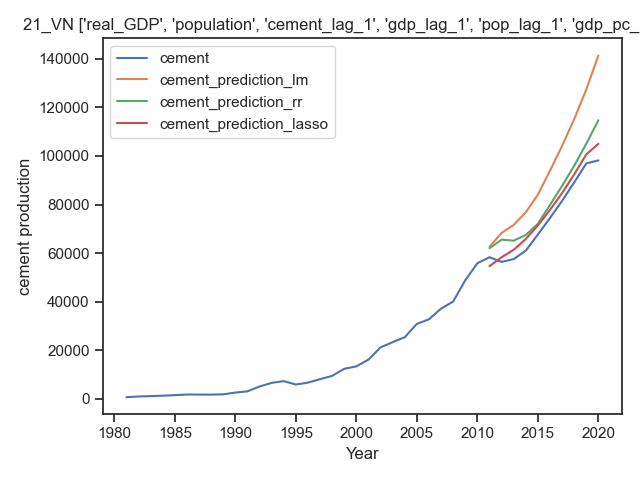 21_VN ['real_GDP', 'population', 'cement_lag_1', 'gdp_lag_1', 'pop_lag_1', 'gdp_pc_
cement
cement_prediction_lm
cement_prediction_rr
cement_prediction_lasso
cement production
140000
120000
100000
80000
60000
40000
20000
0
1980 1985 1990 1995 2000 2005 2010 2015 2020
Year